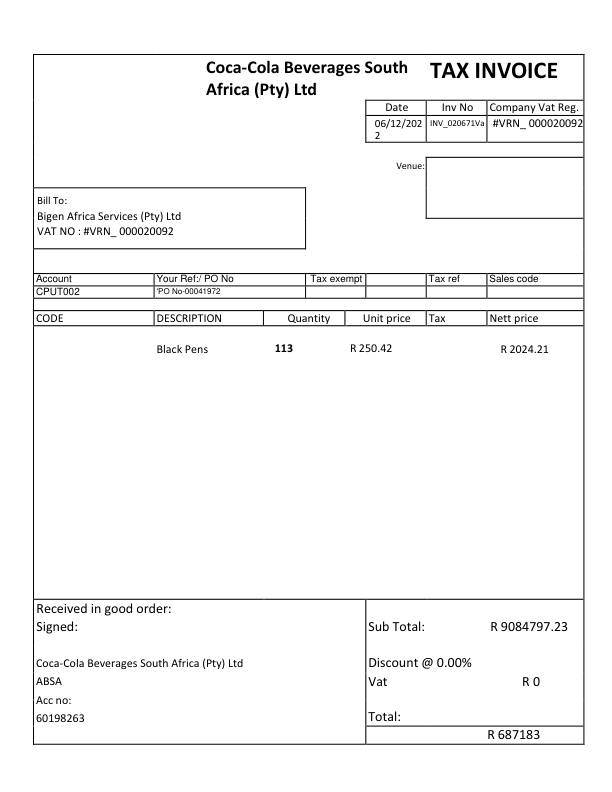 Coca-Cola Beverages South
Africa (Pty) Ltd
TAX INVOICE
Date Inv No Company Vat Reg.
06/12/202
2
INV_020671Va #VRN_ 000020092
Venue:
Bill To:
Bigen Africa Services (Pty) Ltd
VAT NO : #VRN_ 000020092
Account Your Ref:/ PO No Tax exempt Tax ref Sales code
CPUT002 'PO No-00041972
CODE DESCRIPTION Quantity Unit price Tax Nett price
Black Pens 113 R 250.42 R 2024.21
Received in good order:
Signed:
Sub Total: R 9084797.23
Coca-Cola Beverages South Africa (Pty) Ltd
Discount @ 0.00%
ABSA
Vat R 0
Acc no:
60198263
Total:
R 687183